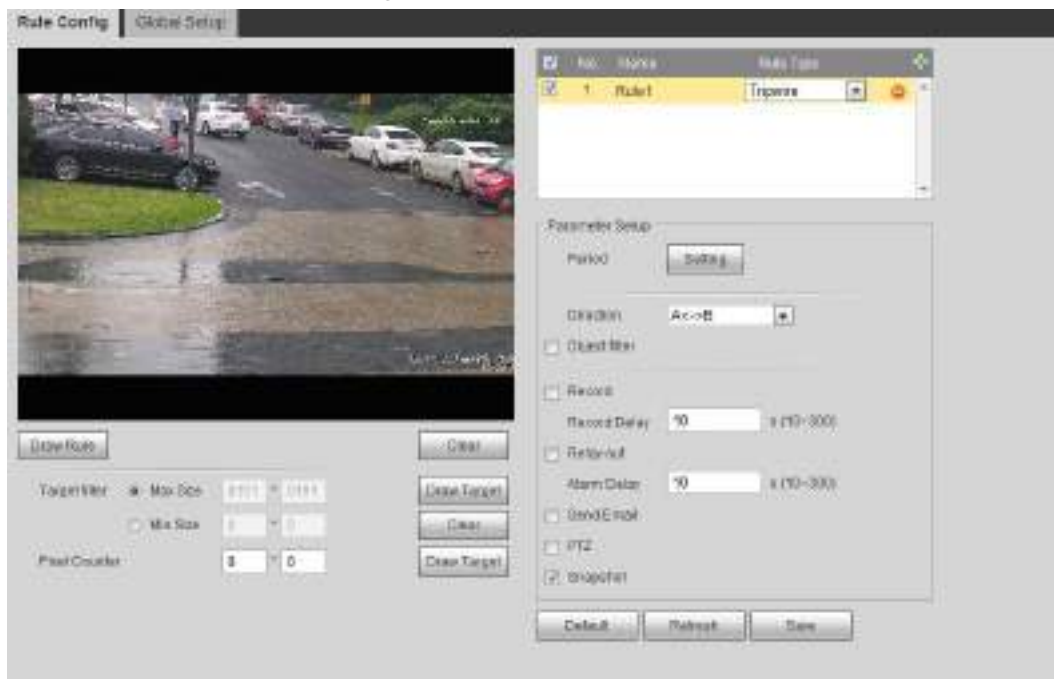 Rule Config
Global Setup
No. Name Rule Type
1 Rule1 Tripwire
Parameter Setup
Period Setting
Direction A<->B
Object filter
Record
Record Delay 10 s (10~300)
Relay-out
Alarm Delay 10 s (10~300)
Send Email
PTZ
Snapshot
Default Refresh Save
Draw Rule Clear
Target filter Max Size * Draw Target
Min Size * Clear
Pixel Counter 0 * 0 Draw Target